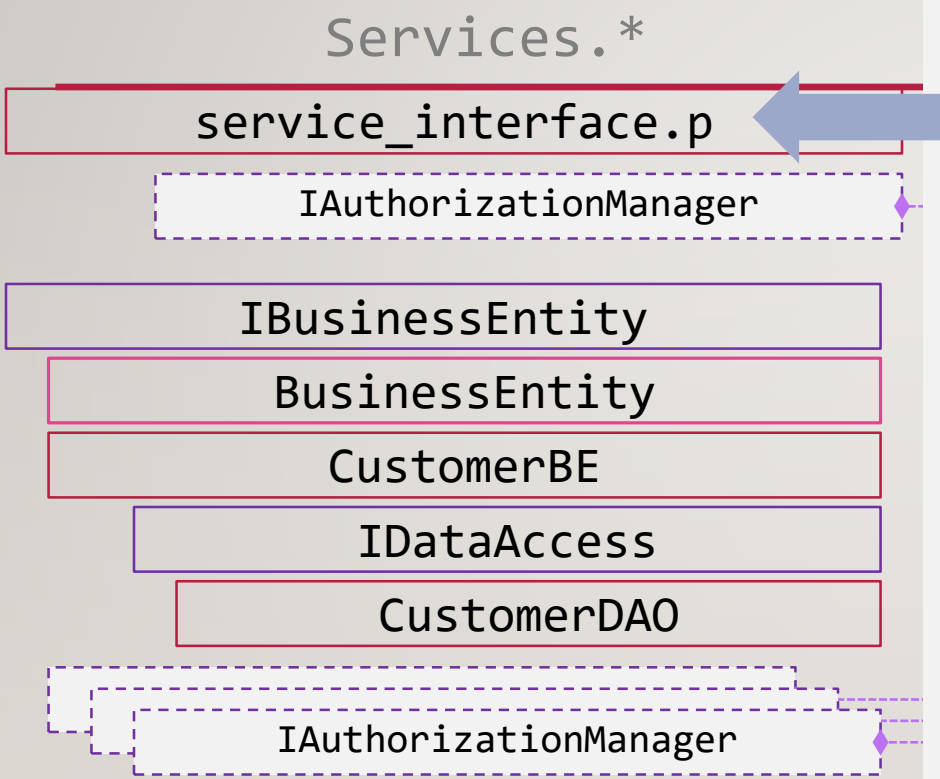 Services.*
service_interface.p
IAuthorizationManager
IBusinessEntity
BusinessEntity
CustomerBE
IDataAccess
CustomerDAO
IAuthorizationManager